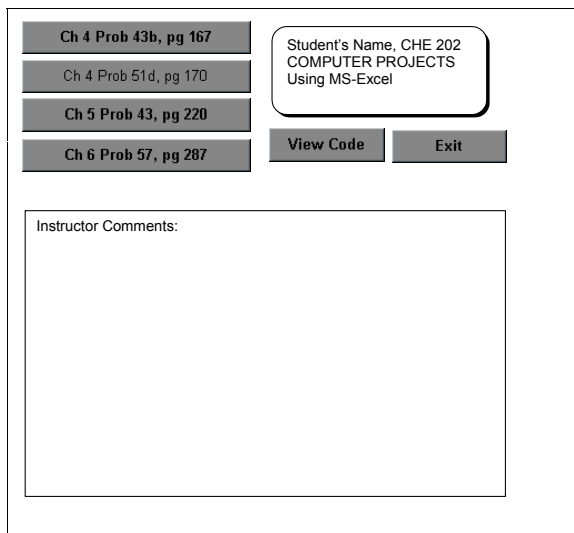 Ch 4 Prob 43b, pg 167
Ch 4 Prob 51d, pg 170
Ch 5 Prob 43, pg 220
Ch 6 Prob 57, pg 287
Student's Name, CHE 202
COMPUTER PROJECTS
Using MS-Excel
View Code
Exit
Instructor Comments: